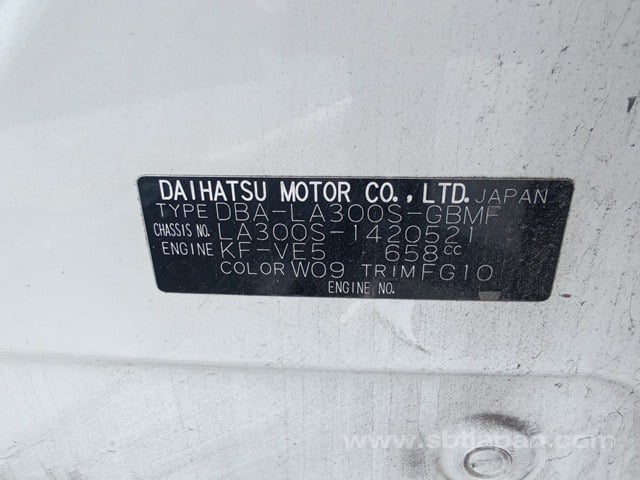 DAIHATSU MOTOR CO., LTD. JAPAN
TYPE DBA-LA300S-GBMF
CHASSIS NO. LA300S-1420521
ENGINE KF-VE5 658cc
COLOR W09 TRIM FG10
ENGINE NO.
www.sbtjapan.com